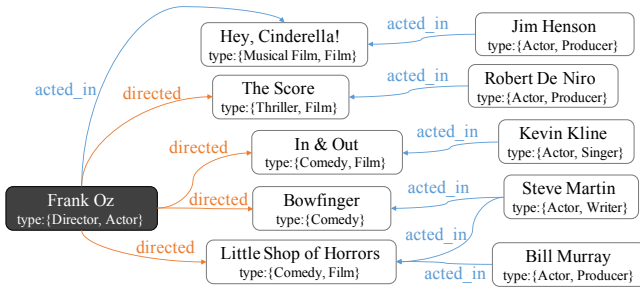 Hey, Cinderella!
type:{Musical Film, Film}
acted_in
Jim Henson
type:{Actor, Producer}
acted_in
directed
The Score
type:{Thriller, Film}
acted_in
Robert De Niro
type:{Actor, Producer}
directed
In & Out
type:{Comedy, Film}
acted_in
Kevin Kline
type:{Actor, Singer}
Frank Oz
type:{Director, Actor}
directed
Bowfinger
type:{Comedy}
acted_in
Steve Martin
type:{Actor, Writer}
directed
Little Shop of Horrors
type:{Comedy, Film}
acted_in
acted_in
Bill Murray
type:{Actor, Producer}